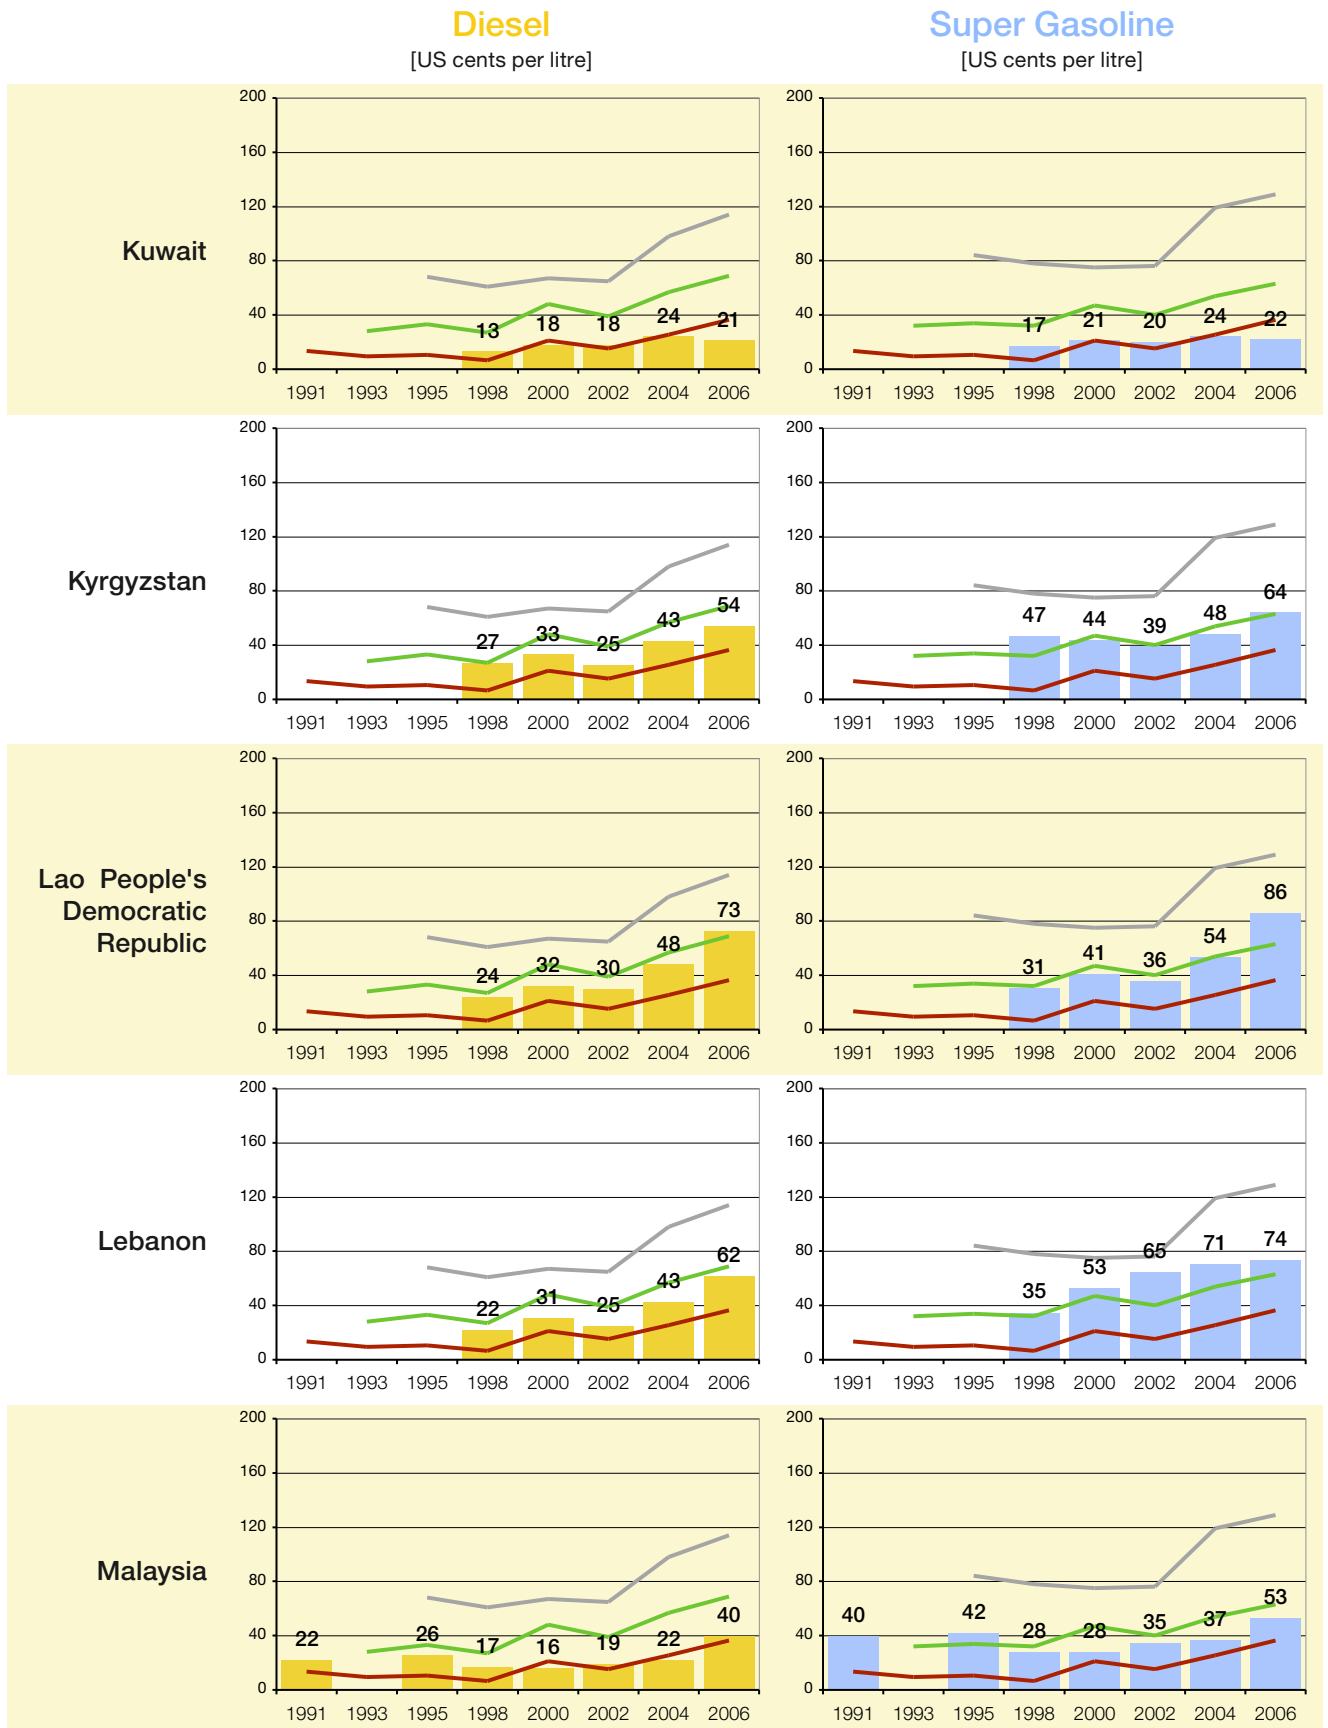 Diesel
[US cents per litre]
Super Gasoline
[US cents per litre]
Kuwait
200
160
120
80
40
0
13 18 18 24 21
1991 1993 1995 1998 2000 2002 2004 2006
200
160
120
80
40
0
17 21 20 24 22
1991 1993 1995 1998 2000 2002 2004 2006
Kyrgyzstan
200
160
120
80
40
0
27 33 25 43 54
1991 1993 1995 1998 2000 2002 2004 2006
200
160
120
80
40
0
47 44 39 48 64
1991 1993 1995 1998 2000 2002 2004 2006
Lao People's
Democratic
Republic
200
160
120
80
40
0
24 32 30 48 73
1991 1993 1995 1998 2000 2002 2004 2006
200
160
120
80
40
0
31 41 36 54 86
1991 1993 1995 1998 2000 2002 2004 2006
Lebanon
200
160
120
80
40
0
22 31 25 43 62
1991 1993 1995 1998 2000 2002 2004 2006
200
160
120
80
40
0
35 53 65 71 74
1991 1993 1995 1998 2000 2002 2004 2006
Malaysia
200
160
120
80
40
0
22 26 17 16 19 22 40
1991 1993 1995 1998 2000 2002 2004 2006
200
160
120
80
40
0
40 42 28 28 35 37 53
1991 1993 1995 1998 2000 2002 2004 2006